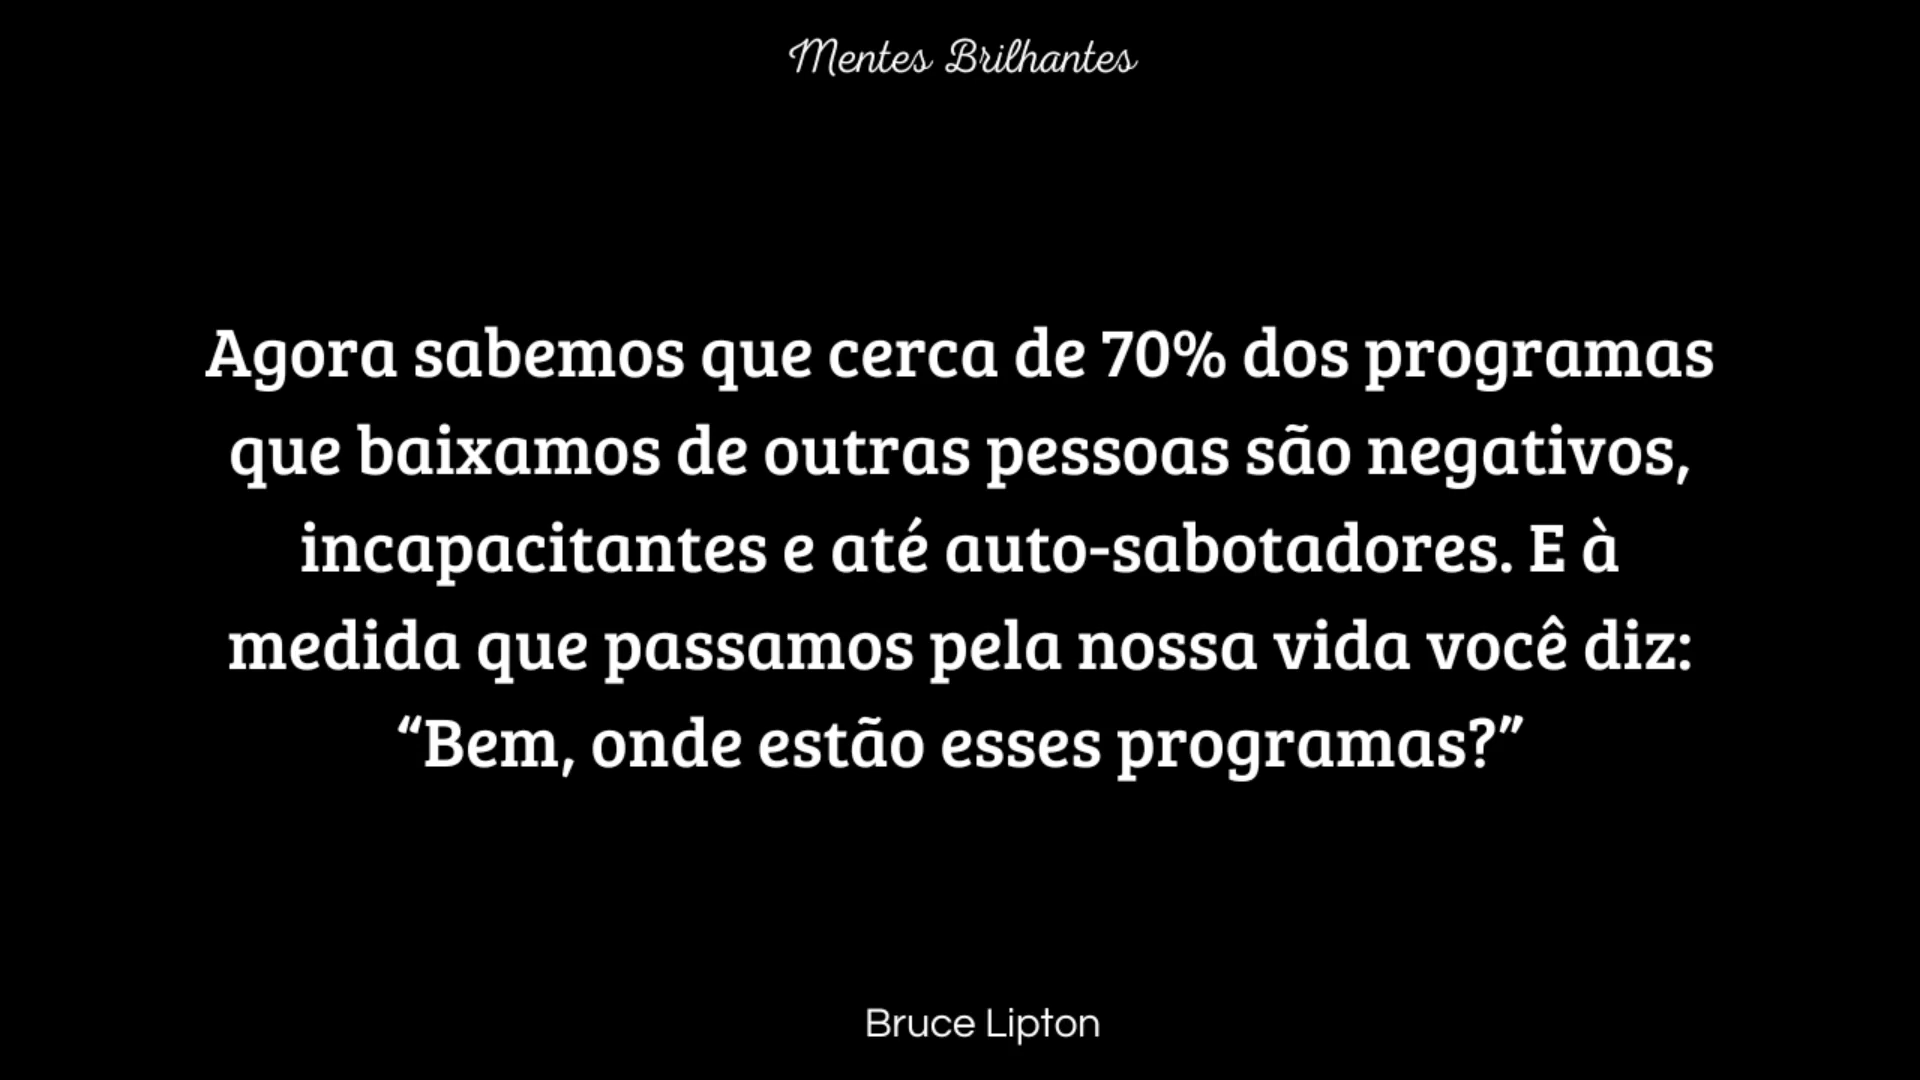 Mentes Brilhantes
Agora sabemos que cerca de 70% dos programas
que baixamos de outras pessoas são negativos,
incapacitantes e até auto-sabotadores. E à
medida que passamos pela nossa vida você diz:
“Bem, onde estão esses programas?”
Bruce Lipton